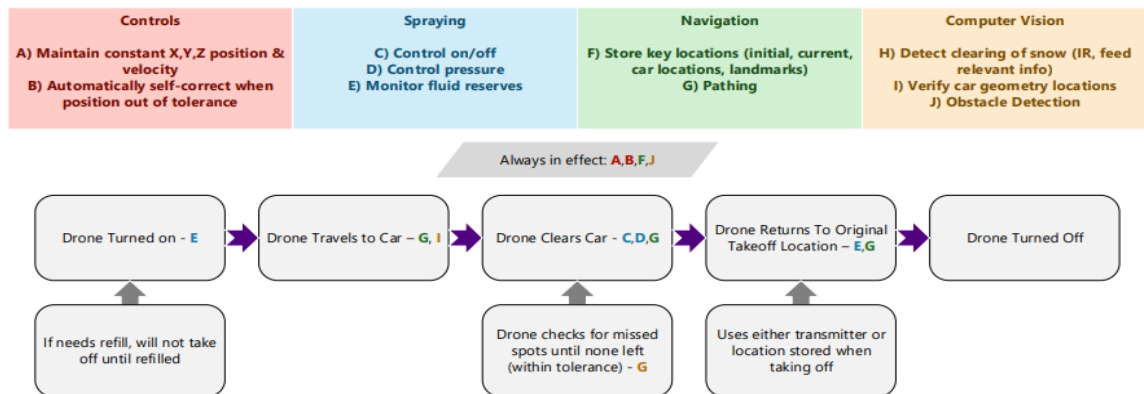 Controls
A) Maintain constant X,Y,Z position &
velocity
B) Automatically self-correct when
position out of tolerance
Spraying
C) Control on/off
D) Control pressure
E) Monitor fluid reserves
Navigation
F) Store key locations (initial, current,
car locations, landmarks)
G) Pathing
Computer Vision
H) Detect clearing of snow (IR, feed
relevant info)
I) Verify car geometry locations
J) Obstacle Detection
Always in effect: A,B,F,J
Drone Turned on - E
Drone Travels to Car – G, I
Drone Clears Car - C,D,G
Drone Returns To Original
Takeoff Location – E,G
Drone Turned Off
If needs refill, will not take
off until refilled
Drone checks for missed
spots until none left
(within tolerance) - G
Uses either transmitter or
location stored when
taking off